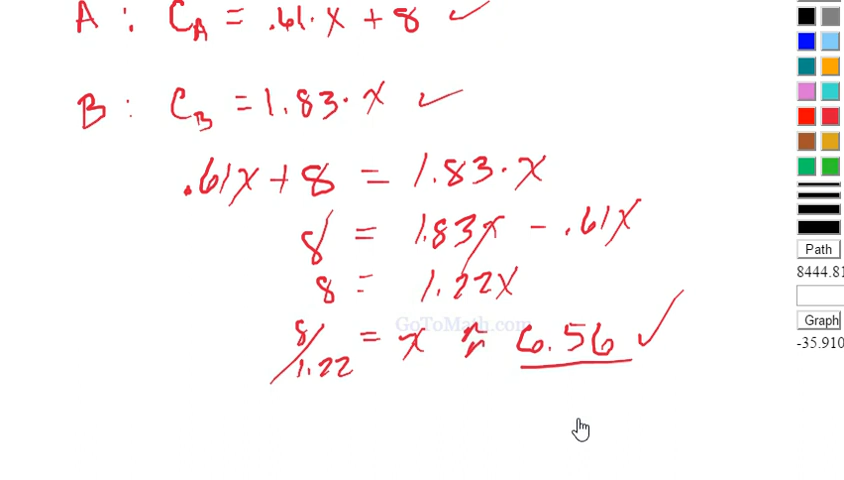 A : C_A = .61·x + 8 ✓
B : C_B = 1.83·x ✓
.61x + 8 = 1.83·x
8 = 1.83x - .61x
8 = 1.22x
GoToMath.com
8/1.22 = x ≈ 6.56 ✓
Path
8444.81
Graph
-35.910